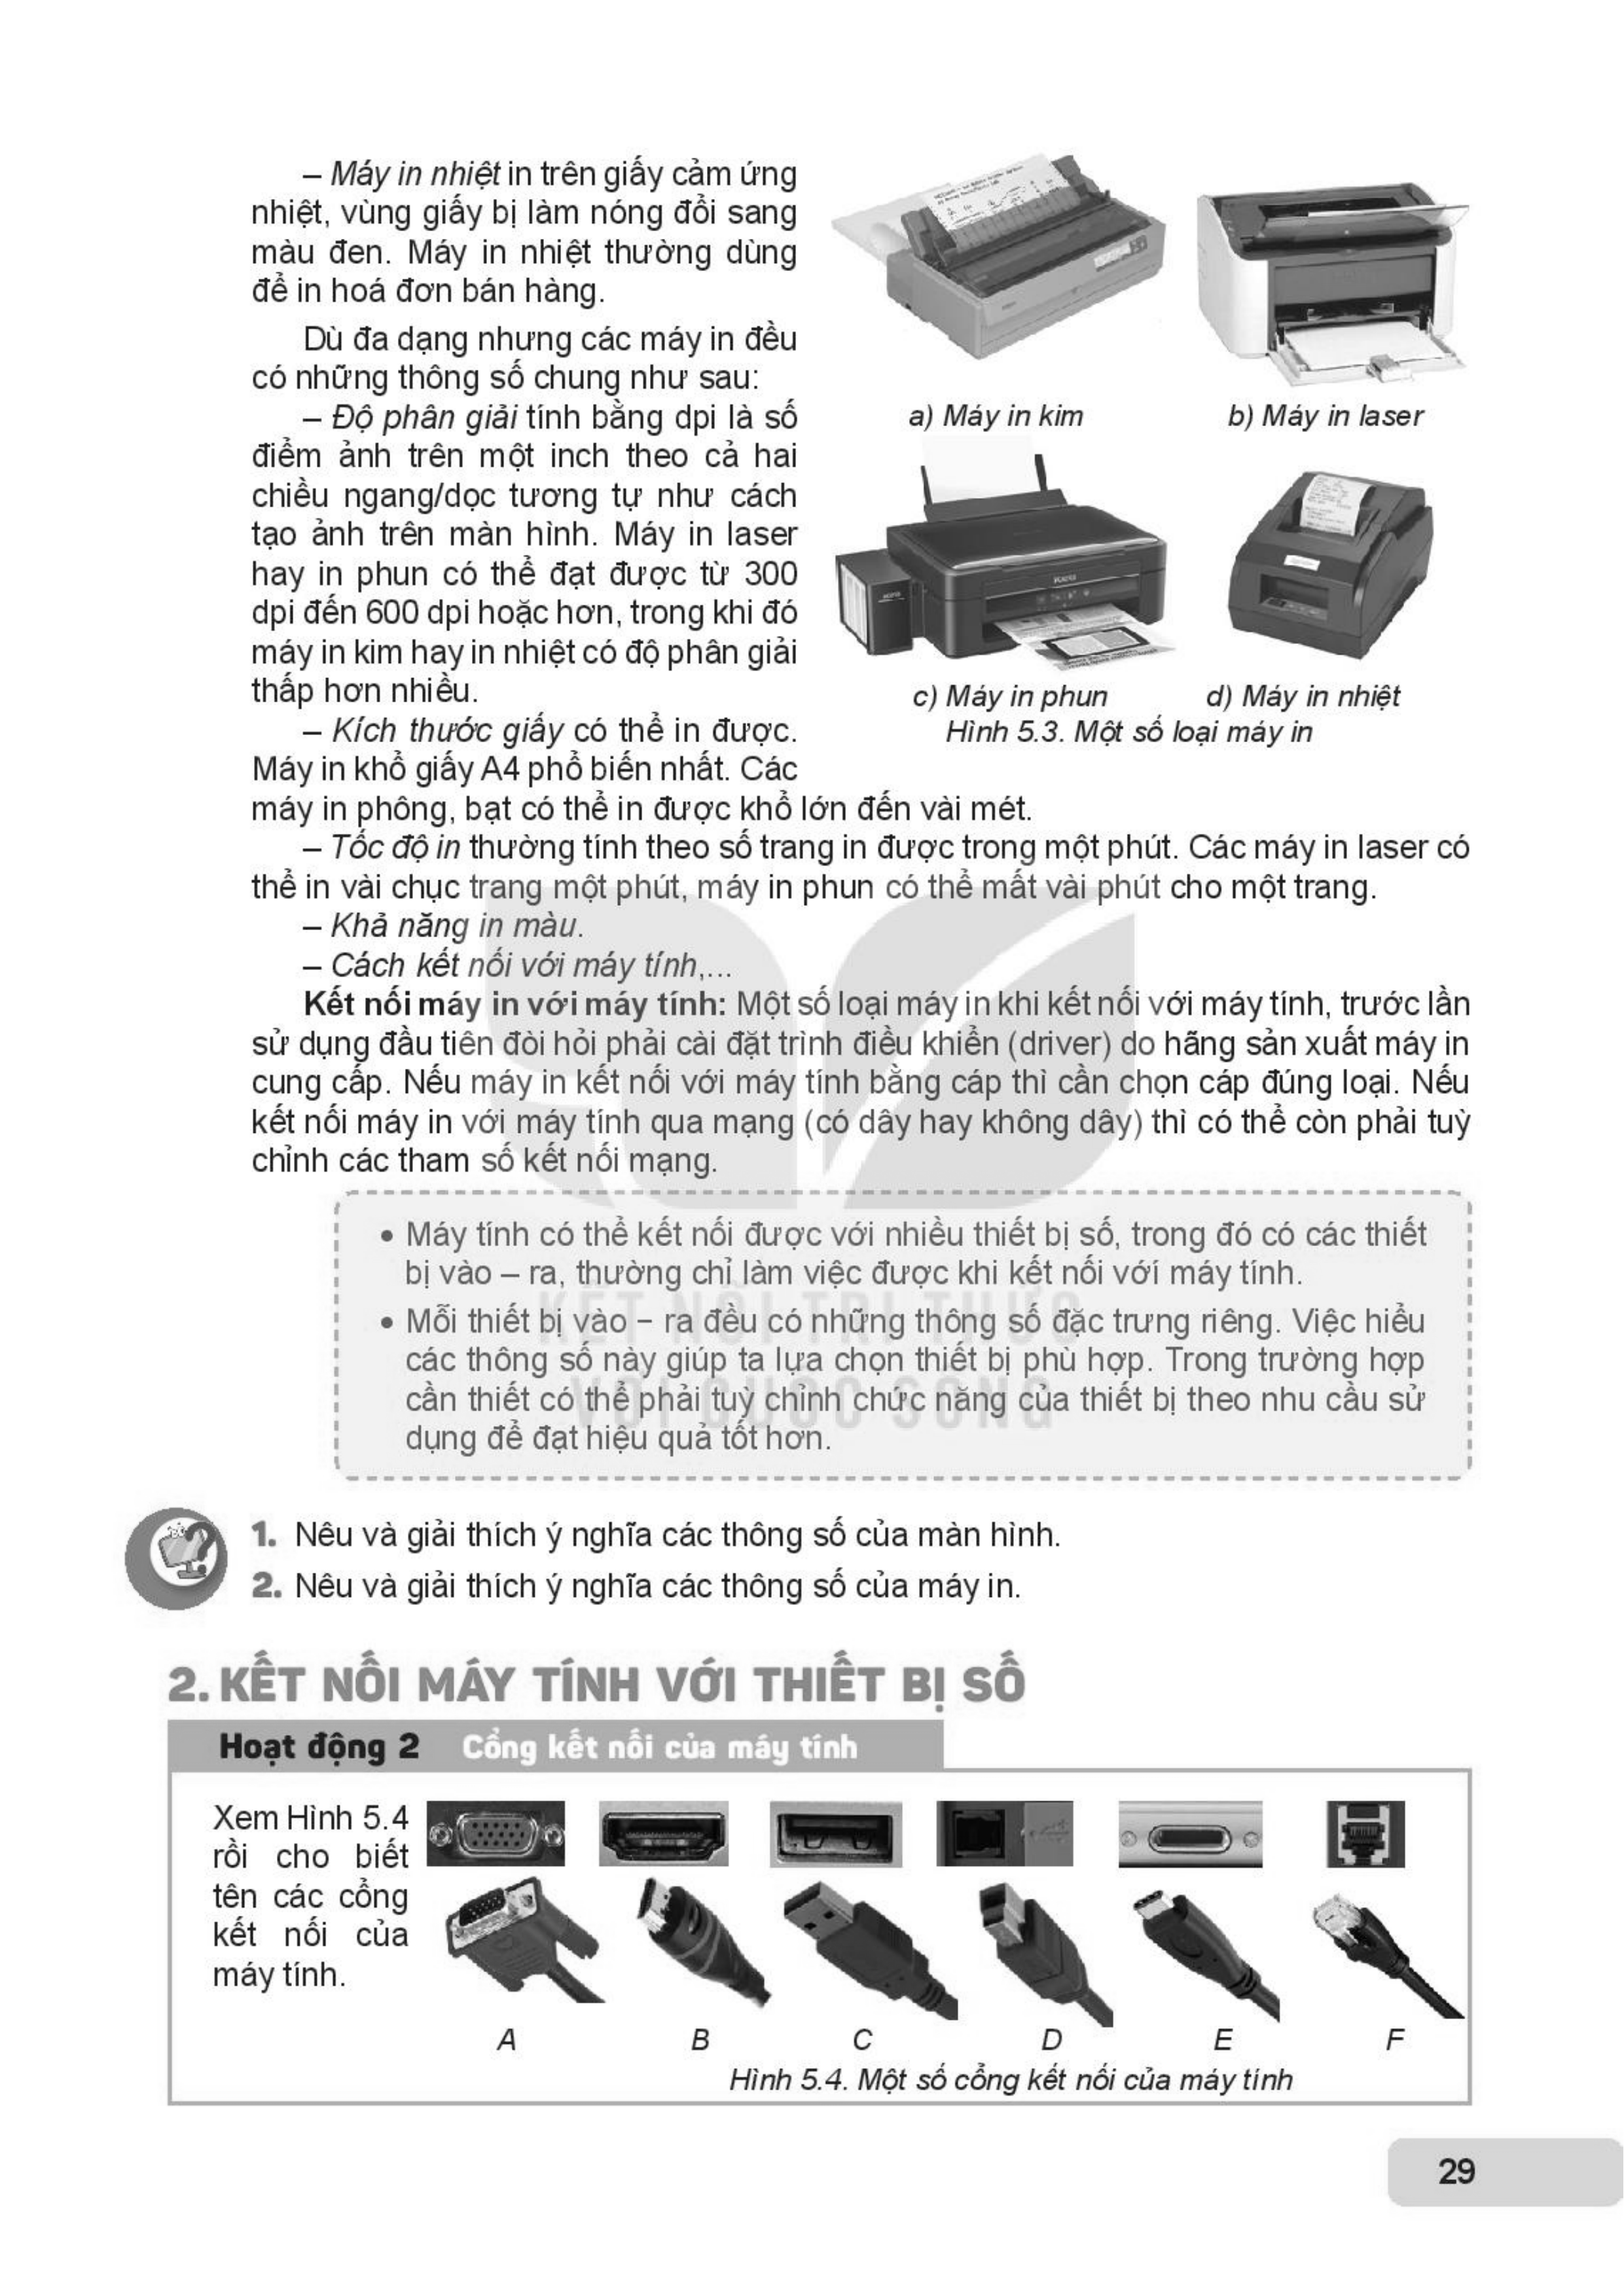 – Máy in nhiệt in trên giấy cảm ứng
nhiệt, vùng giấy bị làm nóng đổi sang
màu đen. Máy in nhiệt thường dùng
để in hoá đơn bán hàng.
Dù đa dạng nhưng các máy in đều
có những thông số chung như sau:
– Độ phân giải tính bằng dpi là số
điểm ảnh trên một inch theo cả hai
chiều ngang/dọc tương tự như cách
tạo ảnh trên màn hình. Máy in laser
hay in phun có thể đạt được từ 300
dpi đến 600 dpi hoặc hơn, trong khi đó
máy in kim hay in nhiệt có độ phân giải
thấp hơn nhiều.
– Kích thước giấy có thể in được.
Máy in khổ giấy A4 phổ biến nhất. Các
máy in phông, bạt có thể in được khổ lớn đến vài mét.
a) Máy in kim
b) Máy in laser
c) Máy in phun
d) Máy in nhiệt
Hình 5.3. Một số loại máy in
– Tốc độ in thường tính theo số trang in được trong một phút. Các máy in laser có
thể in vài chục trang một phút, máy in phun có thể mất vài phút cho một trang.
– Khả năng in màu.
– Cách kết nối với máy tính,...
Kết nối máy in với máy tính: Một số loại máy in khi kết nối với máy tính, trước lần
sử dụng đầu tiên đòi hỏi phải cài đặt trình điều khiển (driver) do hãng sản xuất máy in
cung cấp. Nếu máy in kết nối với máy tính bằng cáp thì cần chọn cáp đúng loại. Nếu
kết nối máy in với máy tính qua mạng (có dây hay không dây) thì có thể còn phải tuỳ
chỉnh các tham số kết nối mạng.
• Máy tính có thể kết nối được với nhiều thiết bị số, trong đó có các thiết
bị vào – ra, thường chỉ làm việc được khi kết nối với máy tính.
• Mỗi thiết bị vào – ra đều có những thông số đặc trưng riêng. Việc hiểu
các thông số này giúp ta lựa chọn thiết bị phù hợp. Trong trường hợp
cần thiết có thể phải tuỳ chỉnh chức năng của thiết bị theo nhu cầu sử
dụng để đạt hiệu quả tốt hơn.
KẾT NỐI TRI THỨC
VỚI CUỘC SỐNG
1. Nêu và giải thích ý nghĩa các thông số của màn hình.
2. Nêu và giải thích ý nghĩa các thông số của máy in.
2. KẾT NỐI MÁY TÍNH VỚI THIẾT BỊ SỐ
Hoạt động 2 Cổng kết nối của máy tính
Xem Hình 5.4
rồi cho biết
tên các cổng
kết nối của
máy tính.
A B C D E F
Hình 5.4. Một số cổng kết nối của máy tính
29